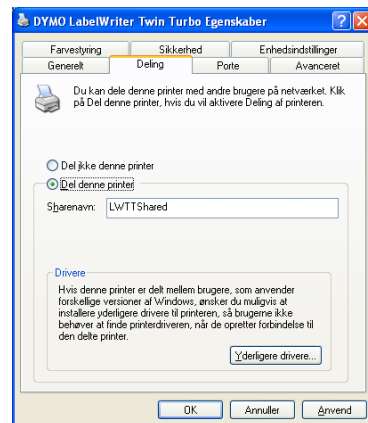 DYMO LabelWriter Twin Turbo Egenskaber
Farvestyring Sikkerhed Enhedsindstillinger
Generelt Deling Porte Avanceret
Du kan dele denne printer med andre brugere på netværket. Klik
på Del denne printer, hvis du vil aktivere Deling af printeren.
Del ikke denne printer
Del denne printer
Sharenavn: LWTTShared
Drivere
Hvis denne printer er delt mellem brugere, som anvender
forskellige versioner af Windows, ønsker du muligvis at
installere yderligere drivere til printeren, så brugerne ikke
behøver at finde printerdriveren, når de opretter forbindelse til
den delte printer.
Yderligere drivere...
OK Annuller Anvend